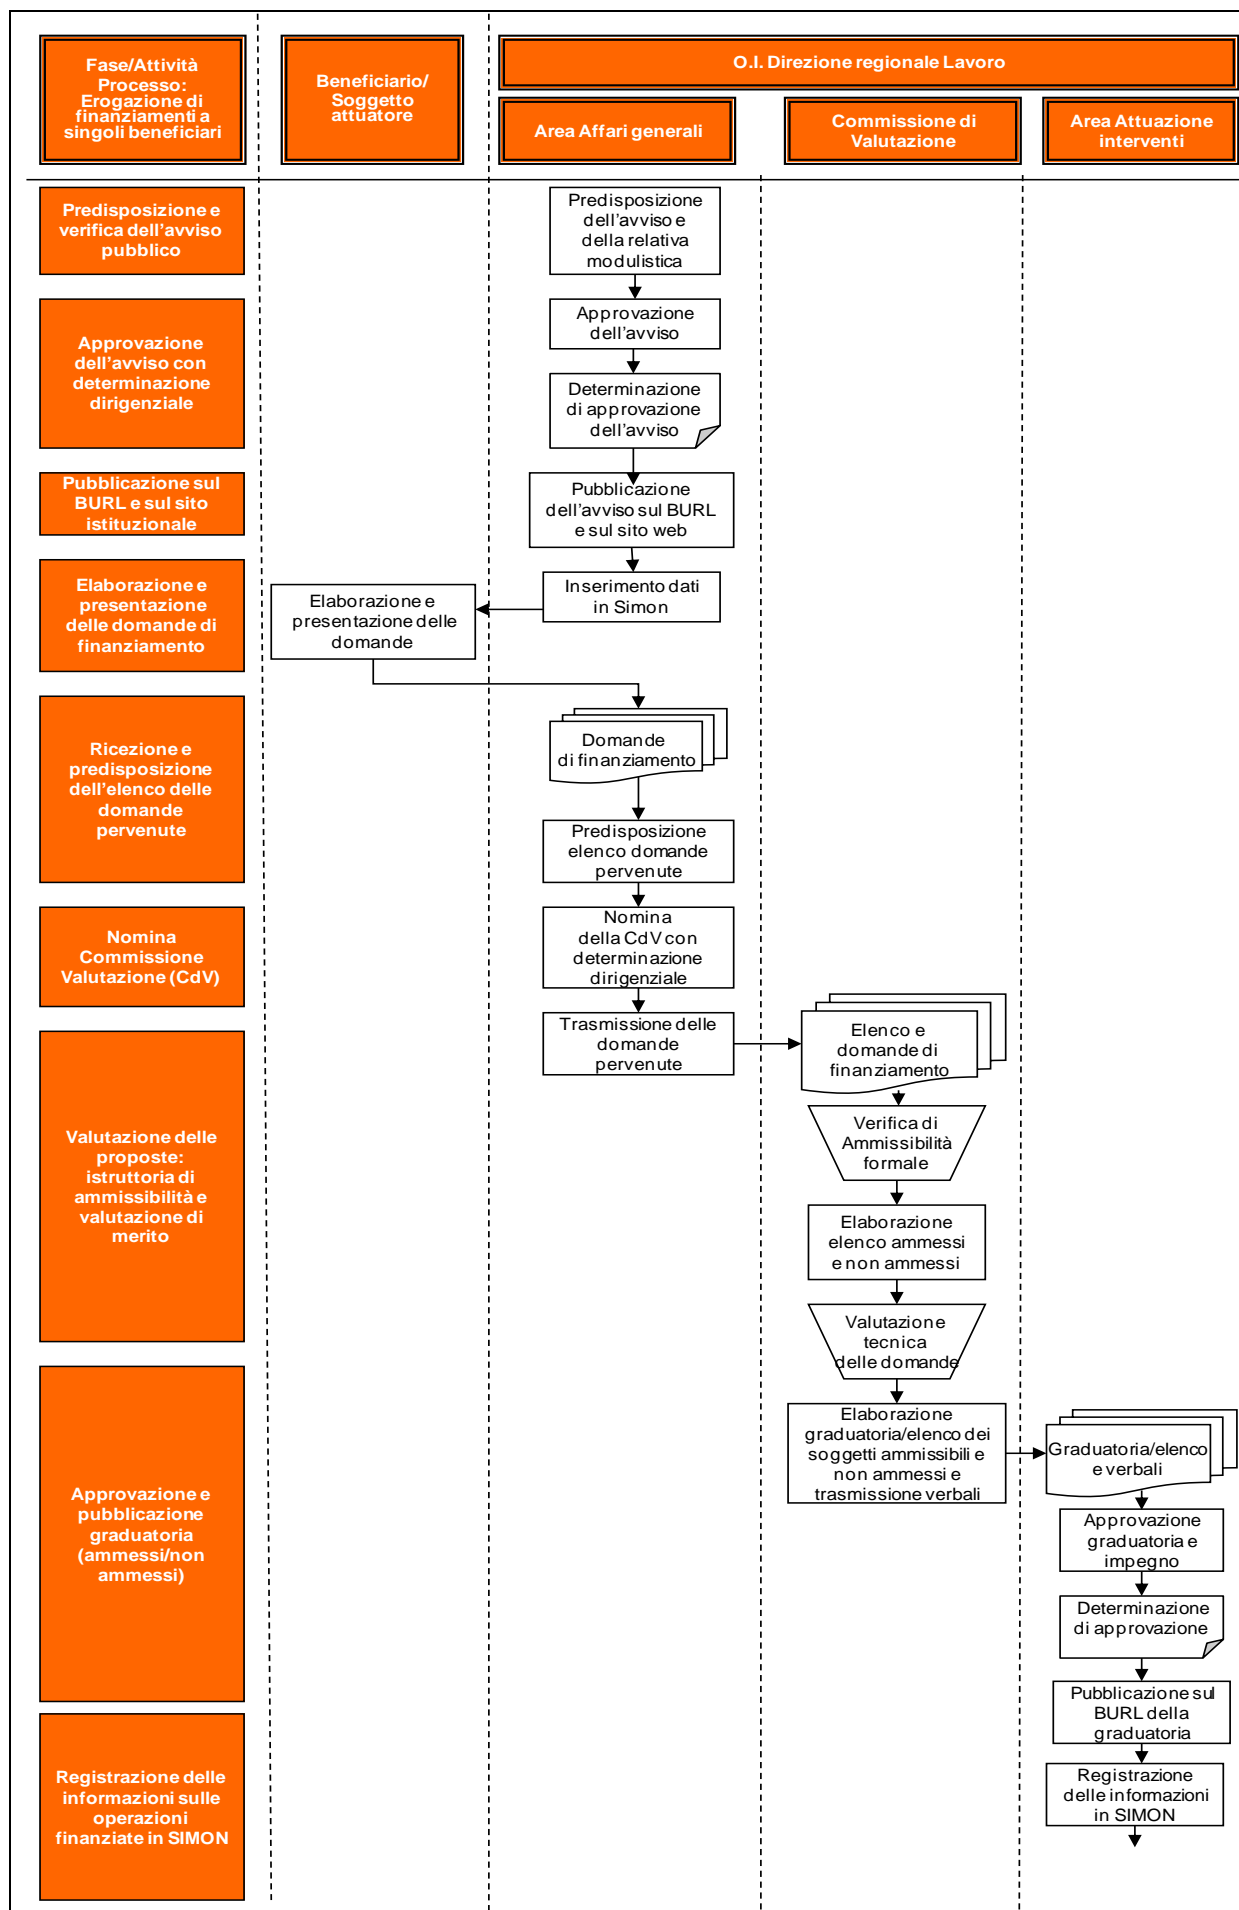 Fase/Attività
Processo:
Erogazione di
finanziamenti a
singoli beneficiari
Beneficiario/
Soggetto
attuatore
O.I. Direzione regionale Lavoro
Area Affari generali
Commissione di
Valutazione
Area Attuazione
interventi
Predisposizione e
verifica dell'avviso
pubblico
Predisposizione
dell'avviso e
della relativa
modulistica
Approvazione
dell'avviso con
determinazione
dirigenziale
Approvazione
dell'avviso
Determinazione
di approvazione
dell'avviso
Pubblicazione sul
BURL e sul sito
istituzionale
Pubblicazione
dell'avviso sul BURL
e sul sito web
Elaborazione e
presentazione
delle domande di
finanziamento
Elaborazione e
presentazione delle
domande
Inserimento dati
in Simon
Ricezione e
predisposizione
dell'elenco delle
domande
pervenute
Domande
di finanziamento
Predisposizione
elenco domande
pervenute
Nomina
Commissione
Valutazione (CdV)
Nomina
della CdV con
determinazione
dirigenziale
Valutazione delle
proposte:
istruttoria di
ammissibilità e
valutazione di
merito
Trasmissione delle
domande
pervenute
Elenco e
domande di
finanziamento
Verifica di
Ammissibilità
formale
Elaborazione
elenco ammessi
e non ammessi
Valutazione
tecnica
delle domande
Approvazione e
pubblicazione
graduatoria
(ammessi/non
ammessi)
Elaborazione
graduatoria/elenco dei
soggetti ammissibili e
non ammessi e
trasmissione verbali
Graduatoria/elenco
e verbali
Approvazione
graduatoria e
impegno
Determinazione
di approvazione
Pubblicazione sul
BURL della
graduatoria
Registrazione delle
informazioni sulle
operazioni
finanziate in SIMON
Registrazione
delle informazioni
in SIMON